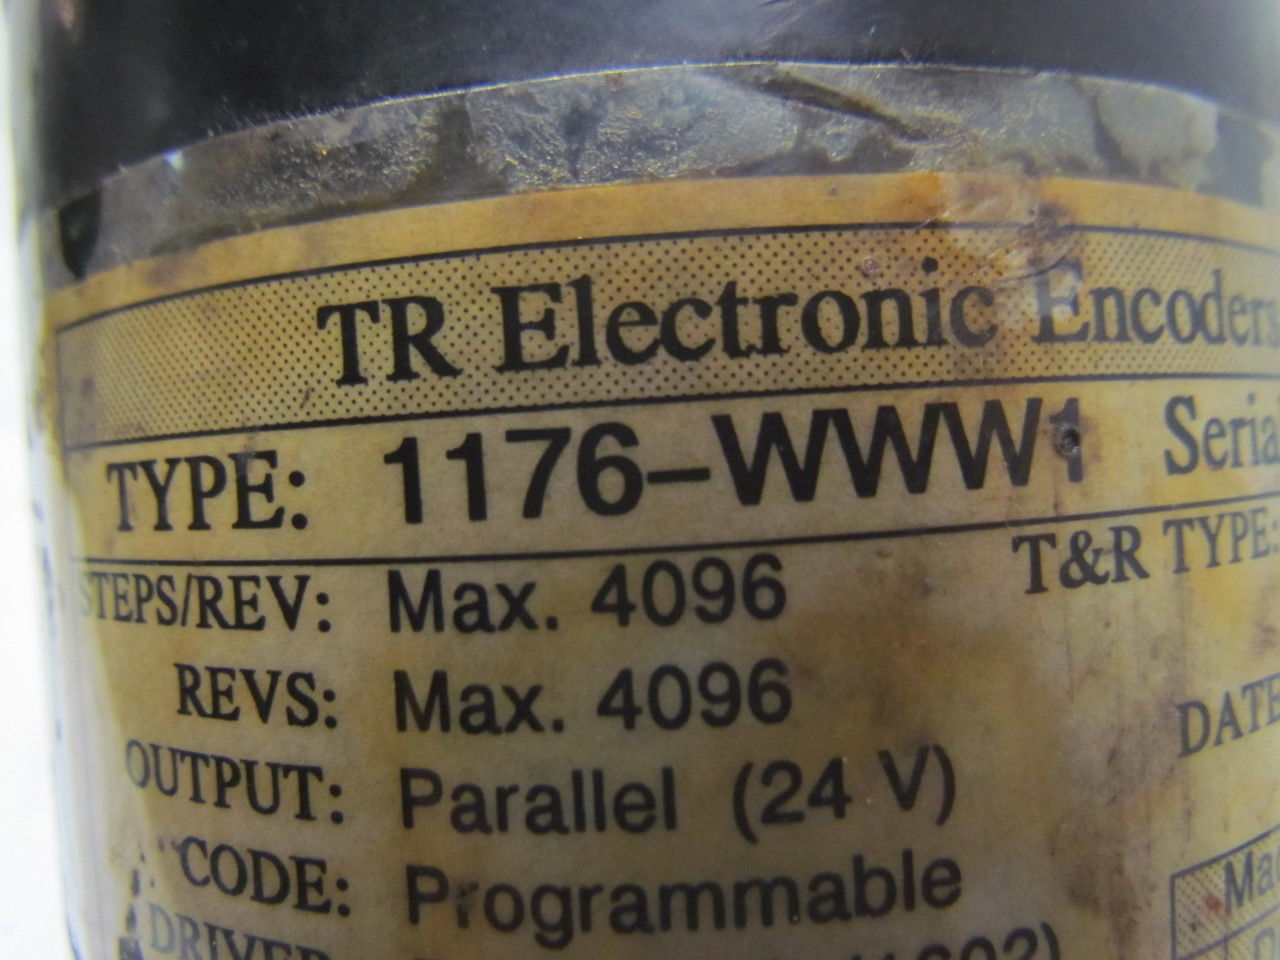 TR Electronic Encoders
TYPE: 1176-WWW1 Serial
STEPS/REV: Max. 4096 T&R TYPE:
REVS: Max. 4096
DATE
OUTPUT: Parallel (24 V)
CODE: Programmable
DRIVER